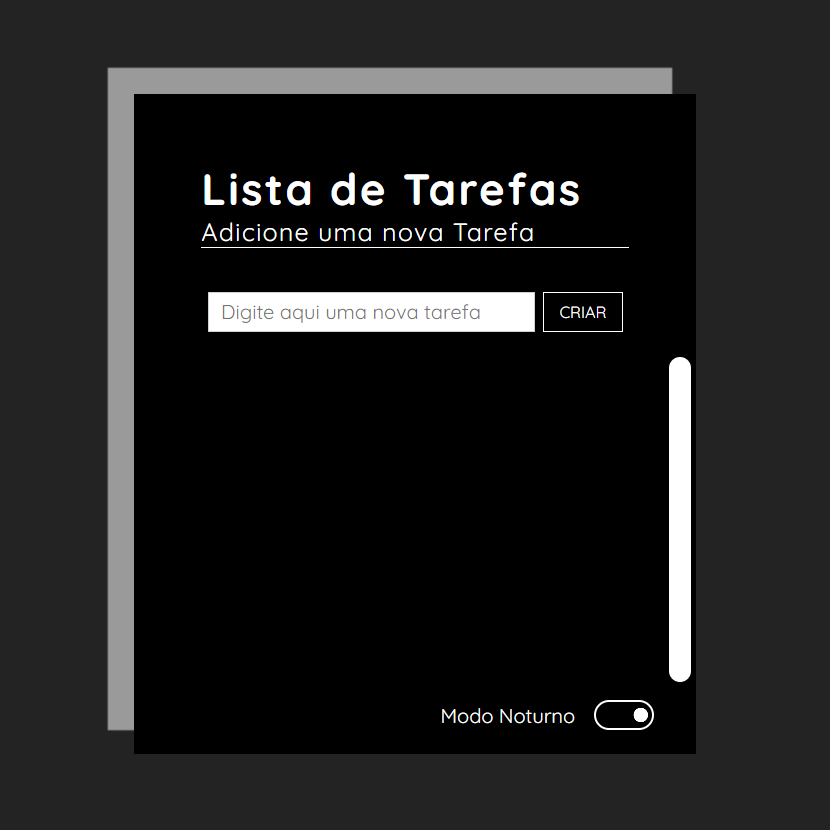 Lista de Tarefas
Adicione uma nova Tarefa
Digite aqui uma nova tarefa
CRIAR
Modo Noturno